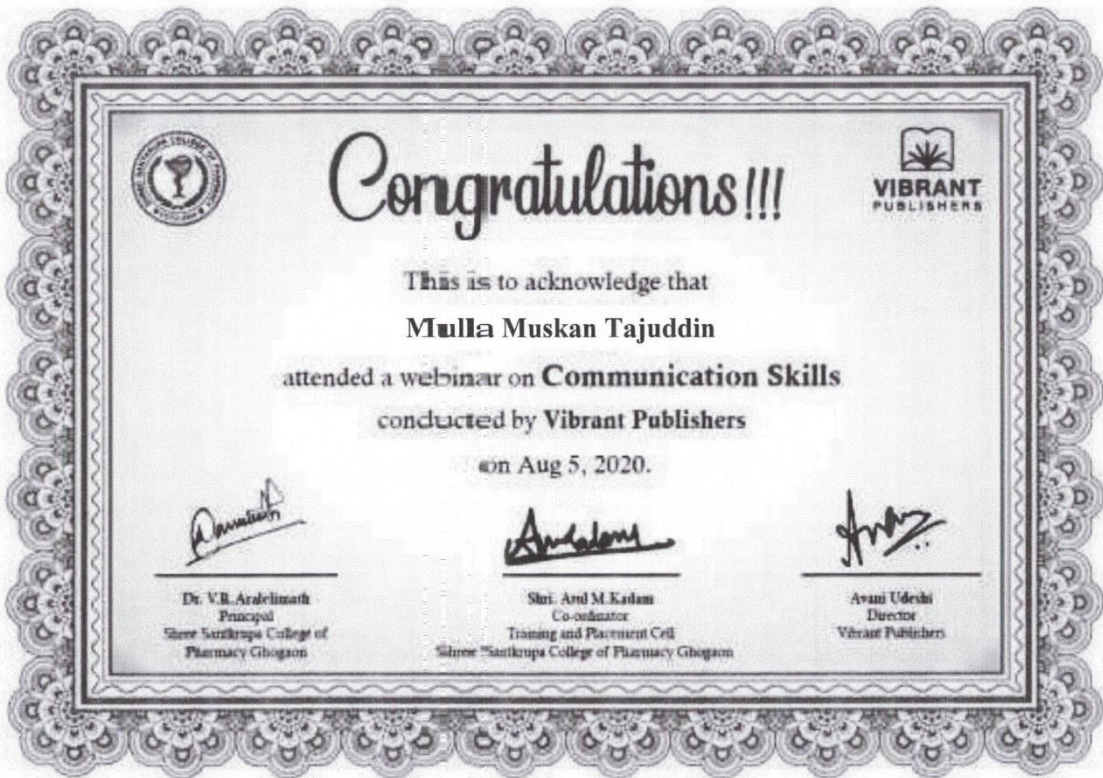 Congratulations!!!
VIBRANT
PUBLISHERS
This is to acknowledge that
Mulla Muskan Tajuddin
attended a webinar on Communication Skills
conducted by Vibrant Publishers
on Aug 5, 2020.
Dr. V.R.
Principal
Shree Santkrupa College of
Pharmacy Ghogaon
Shri. Amol M.Kadam
Co-ordinator
Training and Placement Cell
Shree Santkrupa College of Pharmacy Ghogaon
Avani Udeshi
Director
Vibrant Publishers